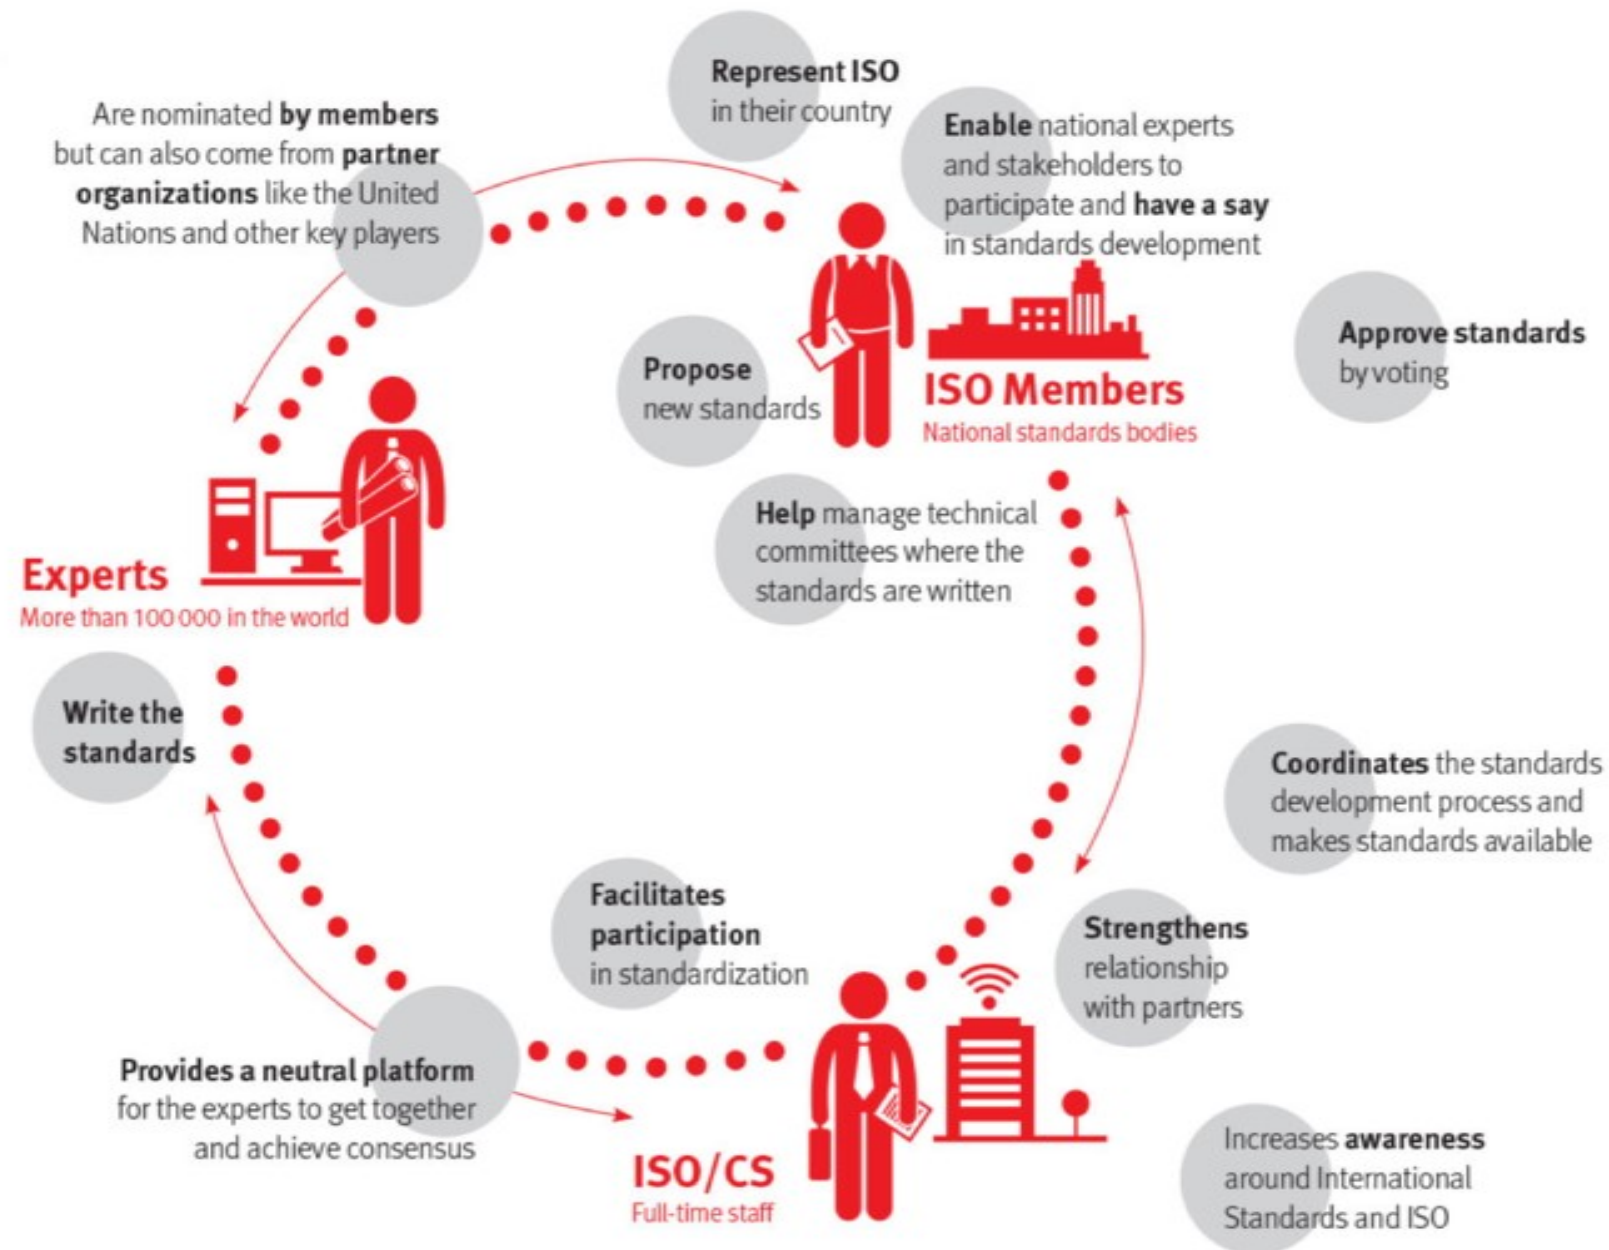 Represent ISO
in their country
Are nominated by members
but can also come from partner
organizations like the United
Nations and other key players
Enable national experts
and stakeholders to
participate and have a say
in standards development
Approve standards
by voting
Propose
new standards
ISO Members
National standards bodies
Help manage technical
committees where the
standards are written
Experts
More than 100 000 in the world
Write the
standards
Coordinates the standards
development process and
makes standards available
Facilitates
participation
in standardization
Strengthens
relationship
with partners
Provides a neutral platform
for the experts to get together
and achieve consensus
ISO/CS
Full-time staff
Increases awareness
around International
Standards and ISO